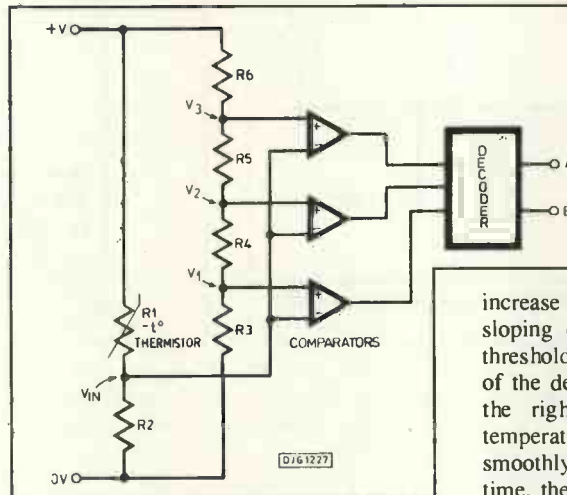 +V
R6
V3
R5
V2
R4
V1
R3
R1
-t°
THERMISTOR
VIN
R2
0V
COMPARATORS
DECODER
B
D/G1227
increase
sloping
threshold
of the de
the righ
temperat
smoothly
time, the